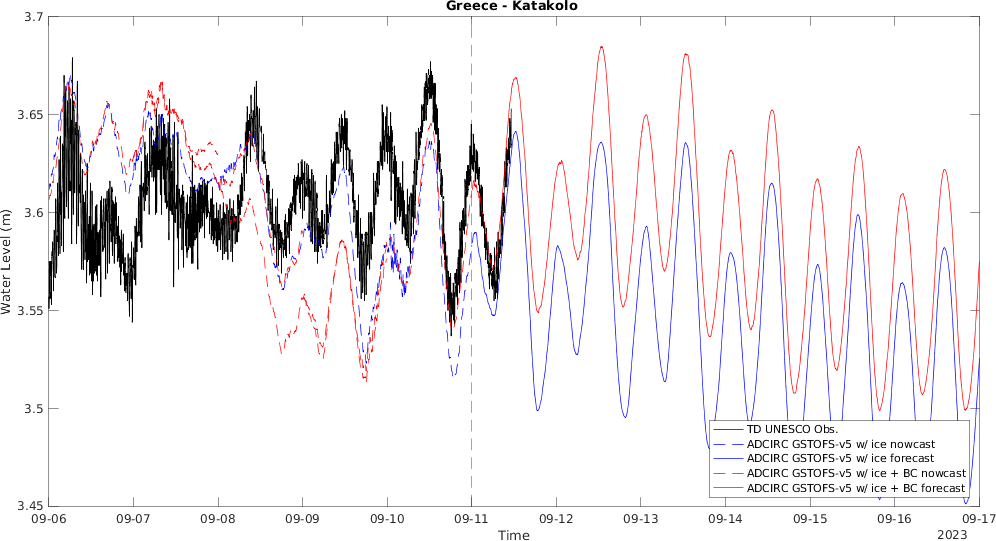 Greece - Katakolo
3.7
3.65
3.6
3.55
3.5
3.45
Water Level (m)
TD UNESCO Obs.
ADCIRC GSTOFS-v5 w/ ice nowcast
ADCIRC GSTOFS-v5 w/ ice forecast
ADCIRC GSTOFS-v5 w/ ice + BC nowcast
ADCIRC GSTOFS-v5 w/ ice + BC forecast
09-06 09-07 09-08 09-09 09-10 09-11 09-12 09-13 09-14 09-15 09-16 09-17
Time
2023